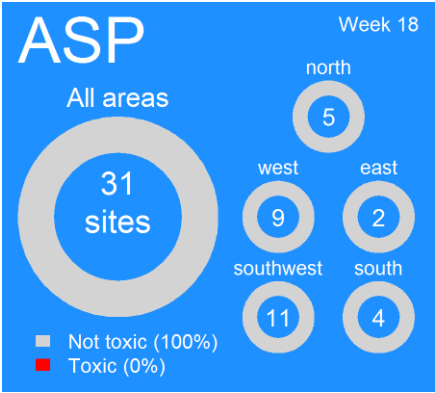 ASP
Week 18
All areas
31
sites
north
5
west
9
east
2
southwest
11
south
4
Not toxic (100%)
Toxic (0%)